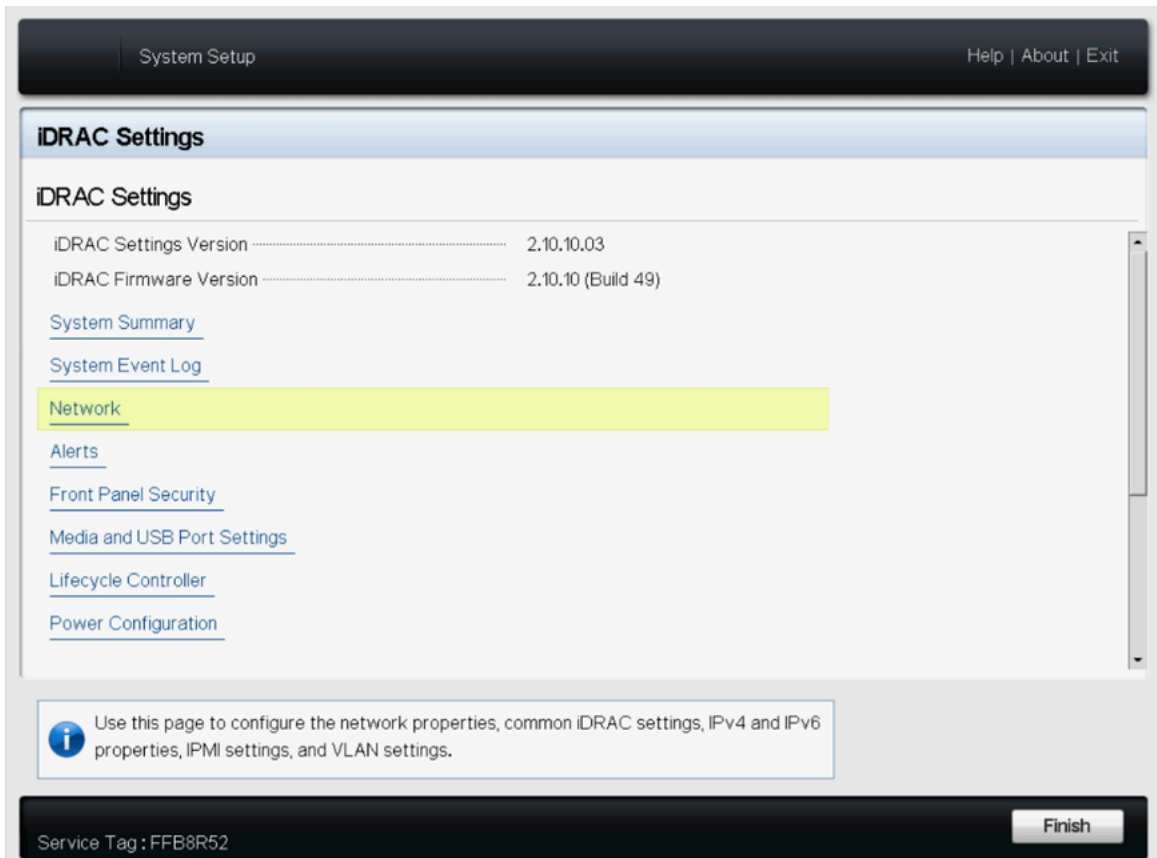 System Setup
Help | About | Exit
iDRAC Settings
iDRAC Settings
iDRAC Settings Version 2.10.10.03
iDRAC Firmware Version 2.10.10 (Build 49)
System Summary
System Event Log
Network
Alerts
Front Panel Security
Media and USB Port Settings
Lifecycle Controller
Power Configuration
Use this page to configure the network properties, common iDRAC settings, IPv4 and IPv6
properties, IPMI settings, and VLAN settings.
Service Tag : FFB8R52
Finish